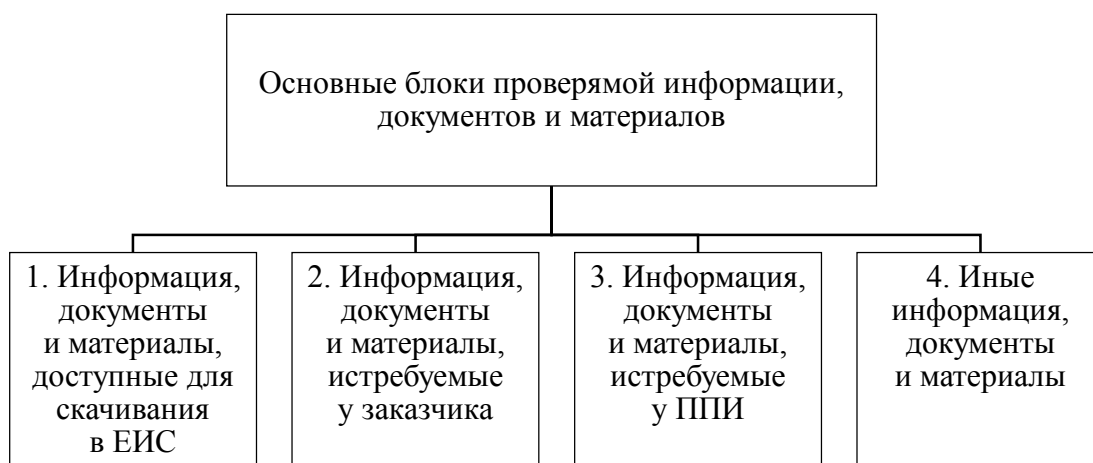 Основные блоки проверямой информации,
документов и материалов
1. Информация,
документы
и материалы,
доступные для
скачивания
в ЕИС
2. Информация,
документы
и материалы,
истребуемые
у заказчика
3. Информация,
документы
и материалы,
истребуемые
у ППИ
4. Иные
информация,
документы
и материалы